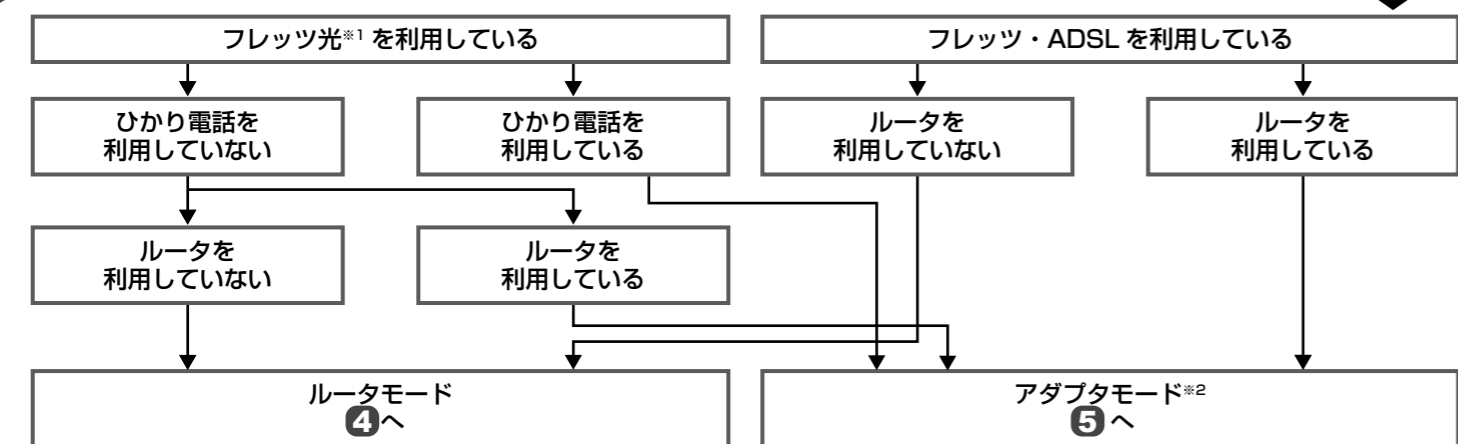 フレッツ光※1 を利用している
フレッツ・ADSL を利用している
ひかり電話を
利用していない
ひかり電話を
利用している
ルータを
利用していない
ルータを
利用している
ルータを
利用していない
ルータを
利用している
ルータモード
4へ
アダプタモード※2
5へ